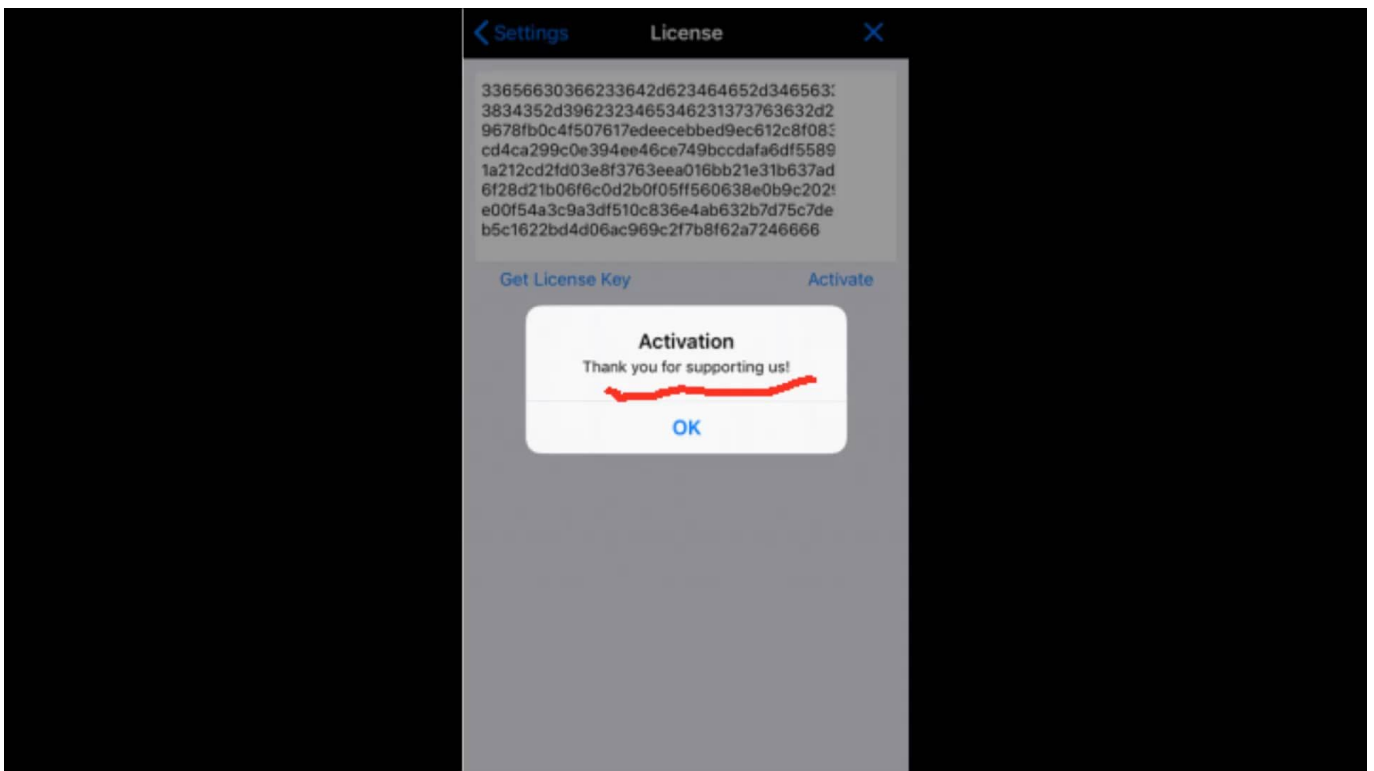 Settings
License
33656630366233642d623464652d346563
3834352d39623234653462313737363632d2
9678fb0c4f507617edeecebbed9ec612c8f083
cd4ca299c0e394ee46ce749bccdafa6df5589
1a212cd2fd03e8f3763eea016bb21e31b637ad
6f28d21b06f6c0d2b0f05ff560638e0b9c202
e00f54a3c9a3df510c836e4ab632b7d75c7de
b5c1622bd4d06ac969c2f7b8f62a7246666
Get License Key
Activate
Activation
Thank you for supporting us!
OK